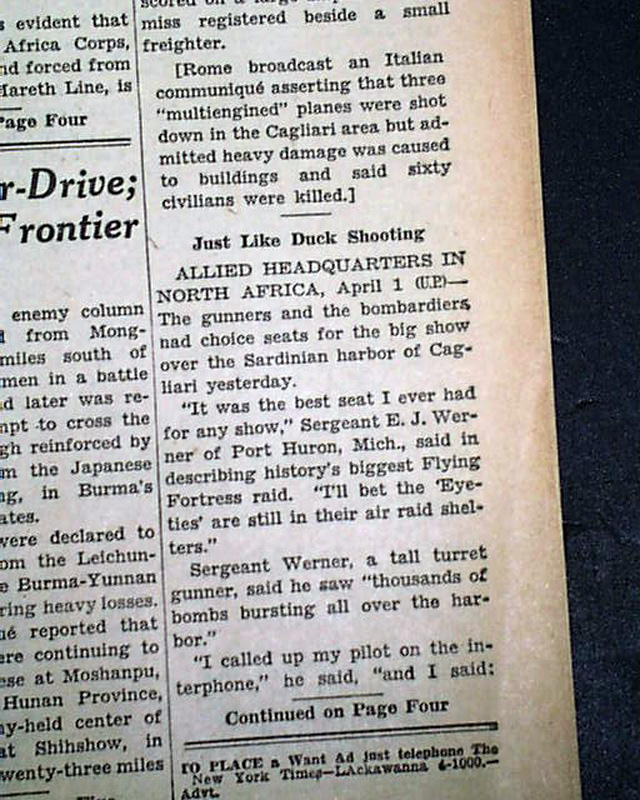 s evident that
Africa Corps,
nd forced from
Mareth Line, is
Page Four
r-Drive;
Frontier
enemy column
d from Mong-
miles south of
men in a battle
d later was re-
mpt to cross the
gh reinforced by
m the Japanese
ng, in Burma's
ates.
were declared to
om the Leichun-
e Burma-Yunnan
ring heavy losses.
ué reported that
ere continuing to
ese at Moshanpu,
Hunan Province,
ny-held center of
at Shihshow, in
wenty-three miles
miss registered beside a small
freighter.
[Rome broadcast an Italian
communiqué asserting that three
"multiengined" planes were shot
down in the Cagliari area but ad-
mitted heavy damage was caused
to buildings and said sixty
civilians were killed.]
Just Like Duck Shooting
ALLIED HEADQUARTERS IN
NORTH AFRICA, April 1 (U.P.)—
The gunners and the bombardiers
had choice seats for the big show
over the Sardinian harbor of Cag-
liari yesterday.
"It was the best seat I ever had
for any show," Sergeant E. J. Wer-
ner of Port Huron, Mich., said in
describing history's biggest Flying
Fortress raid. "I'll bet the 'Eye-
ties' are still in their air raid shel-
ters."
Sergeant Werner, a tall turret
gunner, said he saw "thousands of
bombs bursting all over the har-
bor."
"I called up my pilot on the in-
terphone," he said, "and I said:
Continued on Page Four
TO PLACE a Want Ad just telephone The
New York Times—LAckawanna 4-1000.—
Advt.